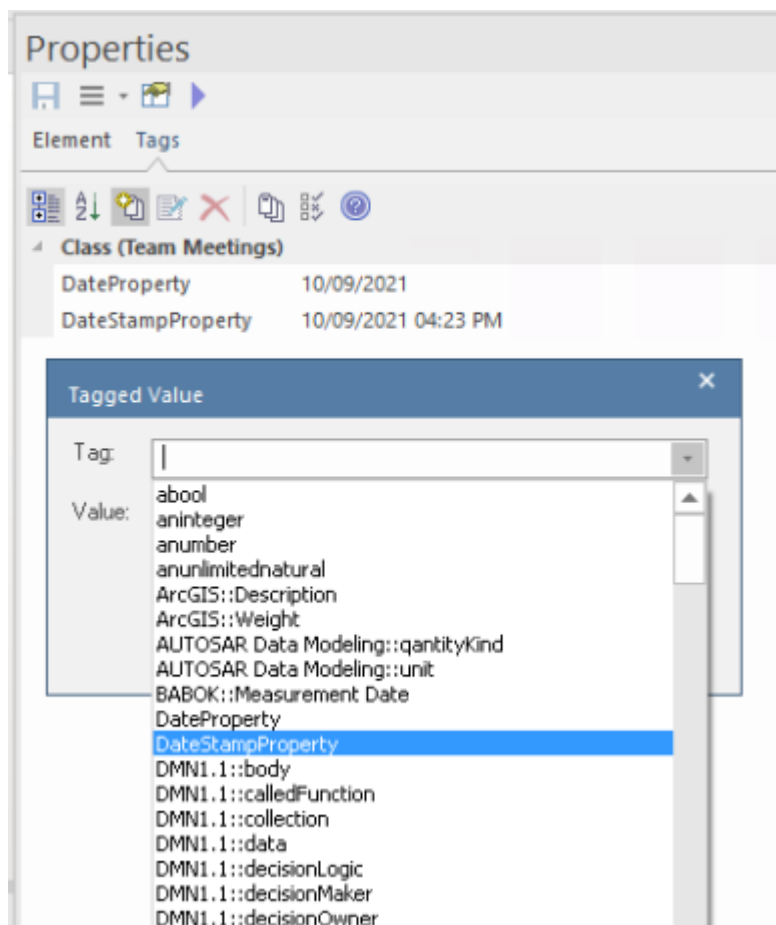 Properties
Element Tags
Class (Team Meetings)
DateProperty 10/09/2021
DateStampProperty 10/09/2021 04:23 PM
Tagged Value
Tag:
Value:
abool
aninteger
anumber
anunlimitednatural
ArcGIS::Description
ArcGIS::Weight
AUTOSAR Data Modeling::qantityKind
AUTOSAR Data Modeling::unit
BABOK::Measurement Date
DateProperty
DateStampProperty
DMN1.1::body
DMN1.1::calledFunction
DMN1.1::collection
DMN1.1::data
DMN1.1::decisionLogic
DMN1.1::decisionMaker
DMN1.1::decisionOwner